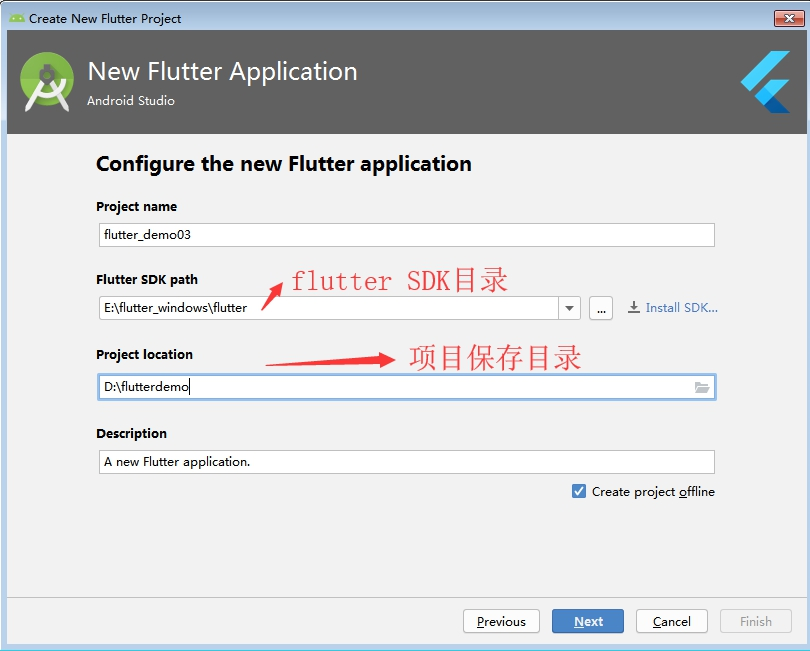 Create New Flutter Project
New Flutter Application
Android Studio
Configure the new Flutter application
Project name
flutter_demo03
Flutter SDK path
flutter SDK目录
E:\flutter_windows\flutter
...
Install SDK...
Project location
项目保存目录
D:\flutterdemo
Description
A new Flutter application.
Create project offline
Previous
Next
Cancel
Finish